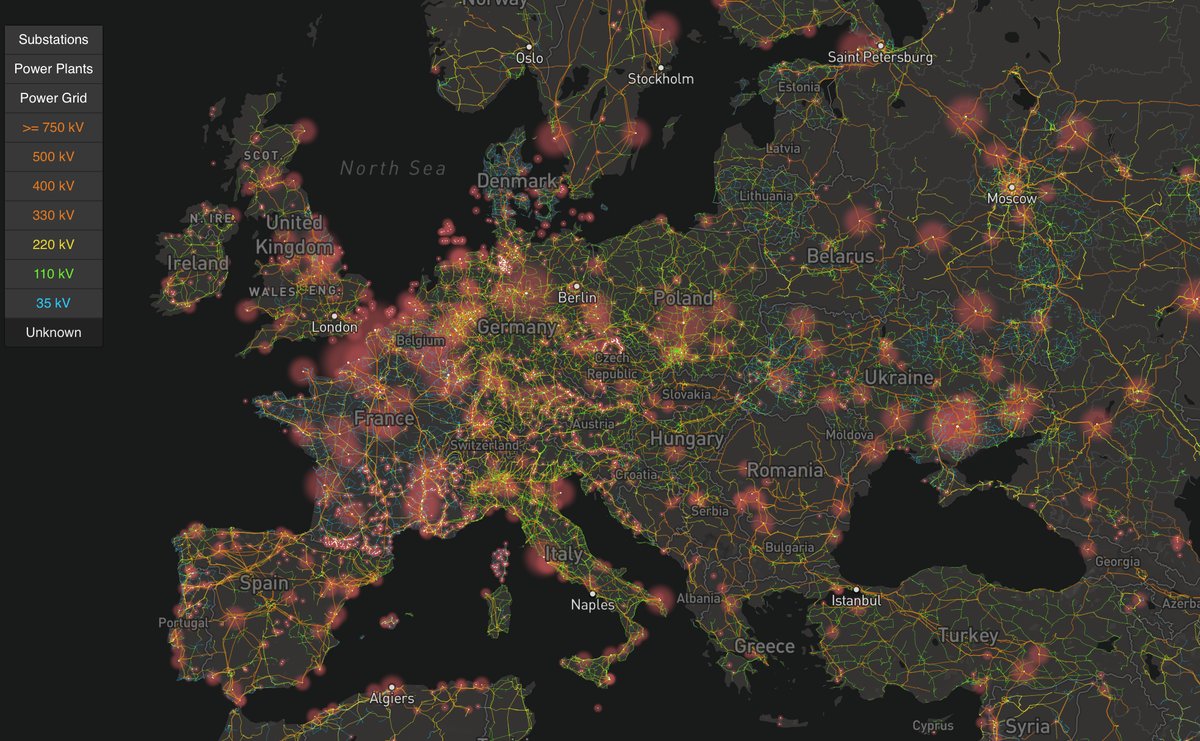 Norway
Substations
Power Plants
Power Grid
>= 750 kV
500 kV
400 kV
330 kV
220 kV
110 kV
35 kV
Unknown
Oslo
Stockholm
Saint Petersburg
Estonia
SCOT.
North Sea
Latvia
Denmark
Lithuania
Moscow
N. IRE.
United
Kingdom
Ireland
Belarus
WALES
ENG.
Berlin
Poland
London
Germany
Belgium
Czech
Republic
Ukraine
Slovakia
France
Austria
Switzerland
Hungary
Moldova
Croatia
Romania
Serbia
Bulgaria
Italy
Georgia
Spain
Naples
Albania
Istanbul
Portugal
Turkey
Greece
Algiers
Cyprus
Syria